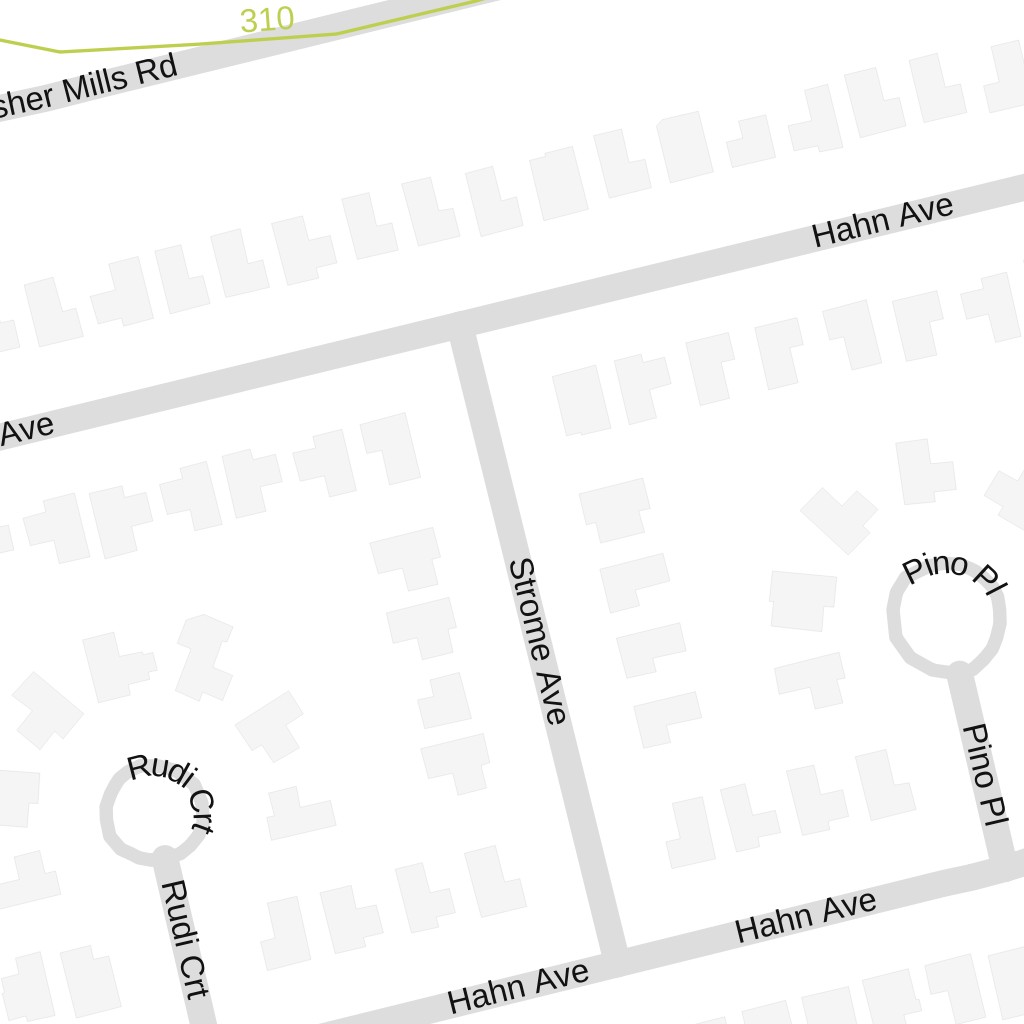 310
sher Mills Rd
Hahn Ave
Ave
Strome Ave
Pino Pl
Pino Pl
Rudi Crt
Rudi Crt
Hahn Ave
Hahn Ave